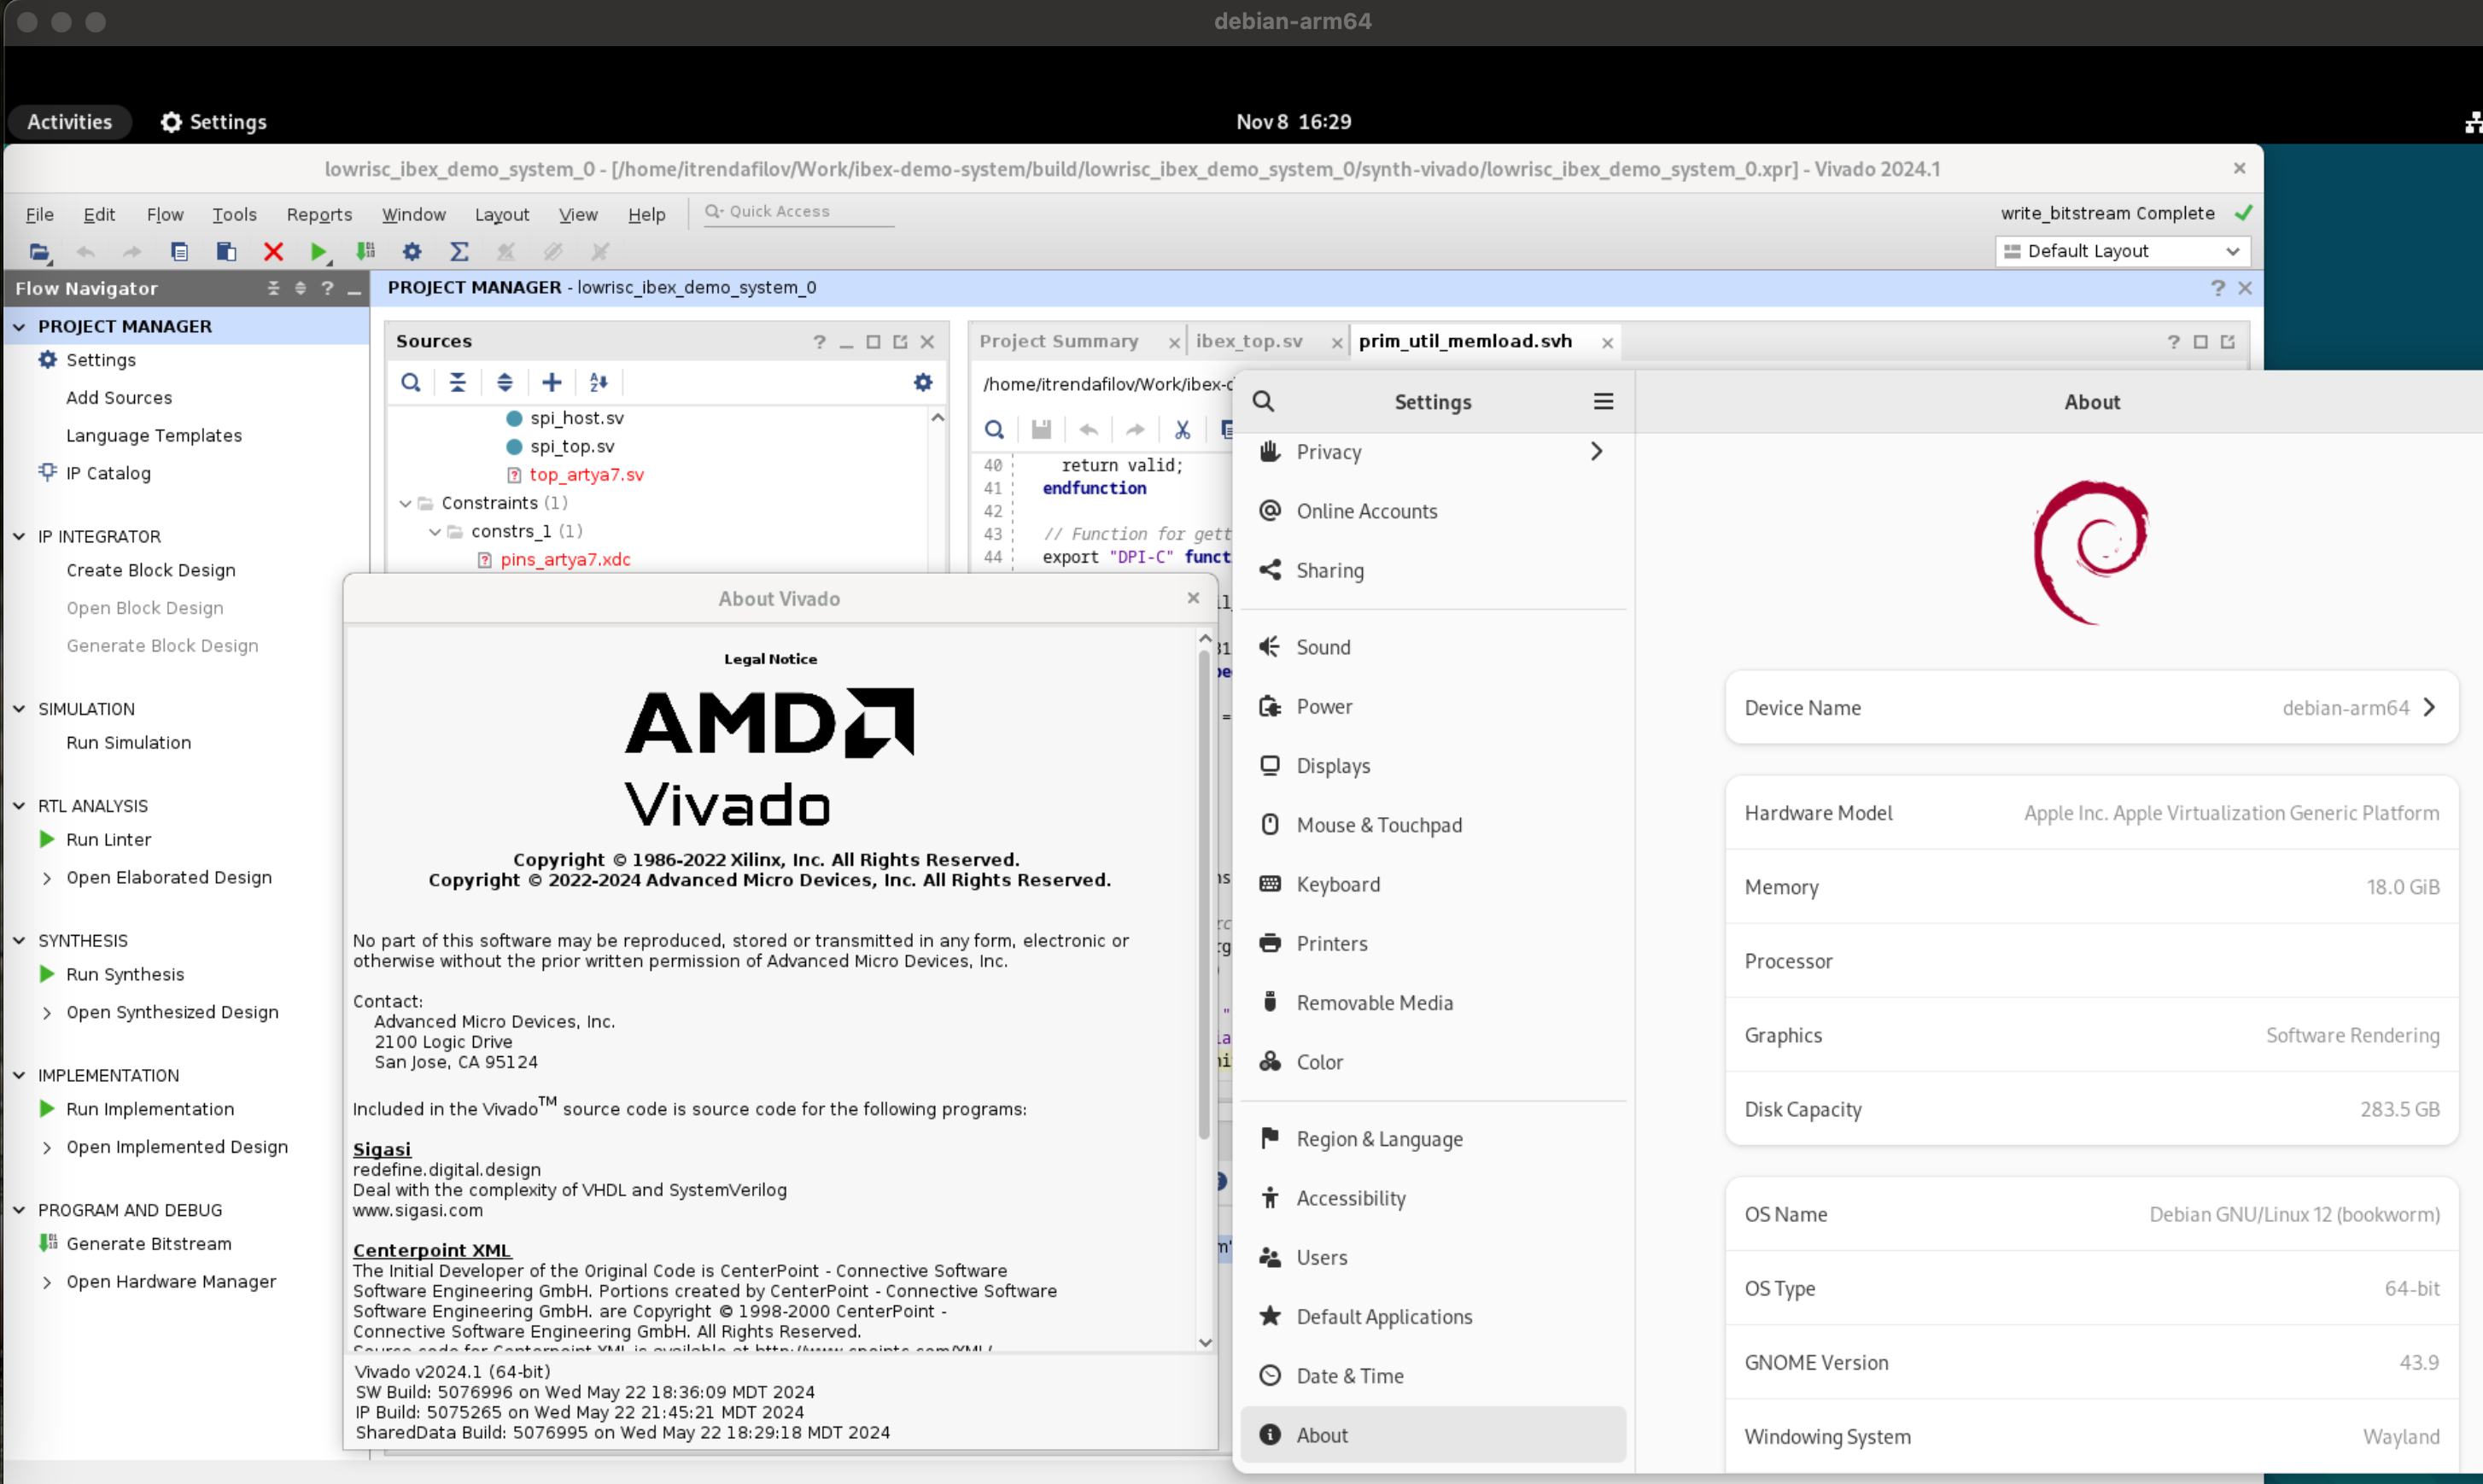 debian-arm64
Activities
Settings
Nov 8 16:29
lowrisc_ibex_demo_system_0 - [/home/itrendafilov/Work/ibex-demo-system/build/lowrisc_ibex_demo_system_0/synth-vivado/lowrisc_ibex_demo_system_0.xpr] - Vivado 2024.1
File Edit Flow Tools Reports Window Layout View Help
Quick Access
write_bitstream Complete
Default Layout
Flow Navigator
PROJECT MANAGER
Settings
Add Sources
Language Templates
IP Catalog
IP INTEGRATOR
Create Block Design
Open Block Design
Generate Block Design
SIMULATION
Run Simulation
RTL ANALYSIS
Run Linter
Open Elaborated Design
SYNTHESIS
Run Synthesis
Open Synthesized Design
IMPLEMENTATION
Run Implementation
Open Implemented Design
PROGRAM AND DEBUG
Generate Bitstream
Open Hardware Manager
PROJECT MANAGER - lowrisc_ibex_demo_system_0
Sources
spi_host.sv
spi_top.sv
top_artya7.sv
Constraints (1)
constrs_1 (1)
pins_artya7.xdc
Project Summary
ibex_top.sv
prim_util_memload.svh
/home/itrendafilov/Work/ibex-d
40 return valid;
41 endfunction
42
43 // Function for gett
44 export "DPI-C" funct
About Vivado
Legal Notice
AMD
Vivado
Copyright © 1986-2022 Xilinx, Inc. All Rights Reserved.
Copyright © 2022-2024 Advanced Micro Devices, Inc. All Rights Reserved.
No part of this software may be reproduced, stored or transmitted in any form, electronic or
otherwise without the prior written permission of Advanced Micro Devices, Inc.
Contact:
Advanced Micro Devices, Inc.
2100 Logic Drive
San Jose, CA 95124
Included in the Vivado™ source code is source code for the following programs:
Sigasi
redefine.digital.design
Deal with the complexity of VHDL and SystemVerilog
www.sigasi.com
Centerpoint XML
The Initial Developer of the Original Code is CenterPoint - Connective Software
Software Engineering GmbH. Portions created by CenterPoint - Connective Software
Software Engineering GmbH. are Copyright © 1998-2000 CenterPoint -
Connective Software Engineering GmbH. All Rights Reserved.
Source code for Centerpoint XML is available at http://www.cpoints.com/XML/
Vivado v2024.1 (64-bit)
SW Build: 5076996 on Wed May 22 18:36:09 MDT 2024
IP Build: 5075265 on Wed May 22 21:45:21 MDT 2024
SharedData Build: 5076995 on Wed May 22 18:29:18 MDT 2024
Settings
Privacy
Online Accounts
Sharing
Sound
Power
Displays
Mouse & Touchpad
Keyboard
Printers
Removable Media
Color
Region & Language
Accessibility
Users
Default Applications
Date & Time
About
About
Device Name debian-arm64
Hardware Model Apple Inc. Apple Virtualization Generic Platform
Memory 18.0 GiB
Processor
Graphics Software Rendering
Disk Capacity 283.5 GB
OS Name Debian GNU/Linux 12 (bookworm)
OS Type 64-bit
GNOME Version 43.9
Windowing System Wayland